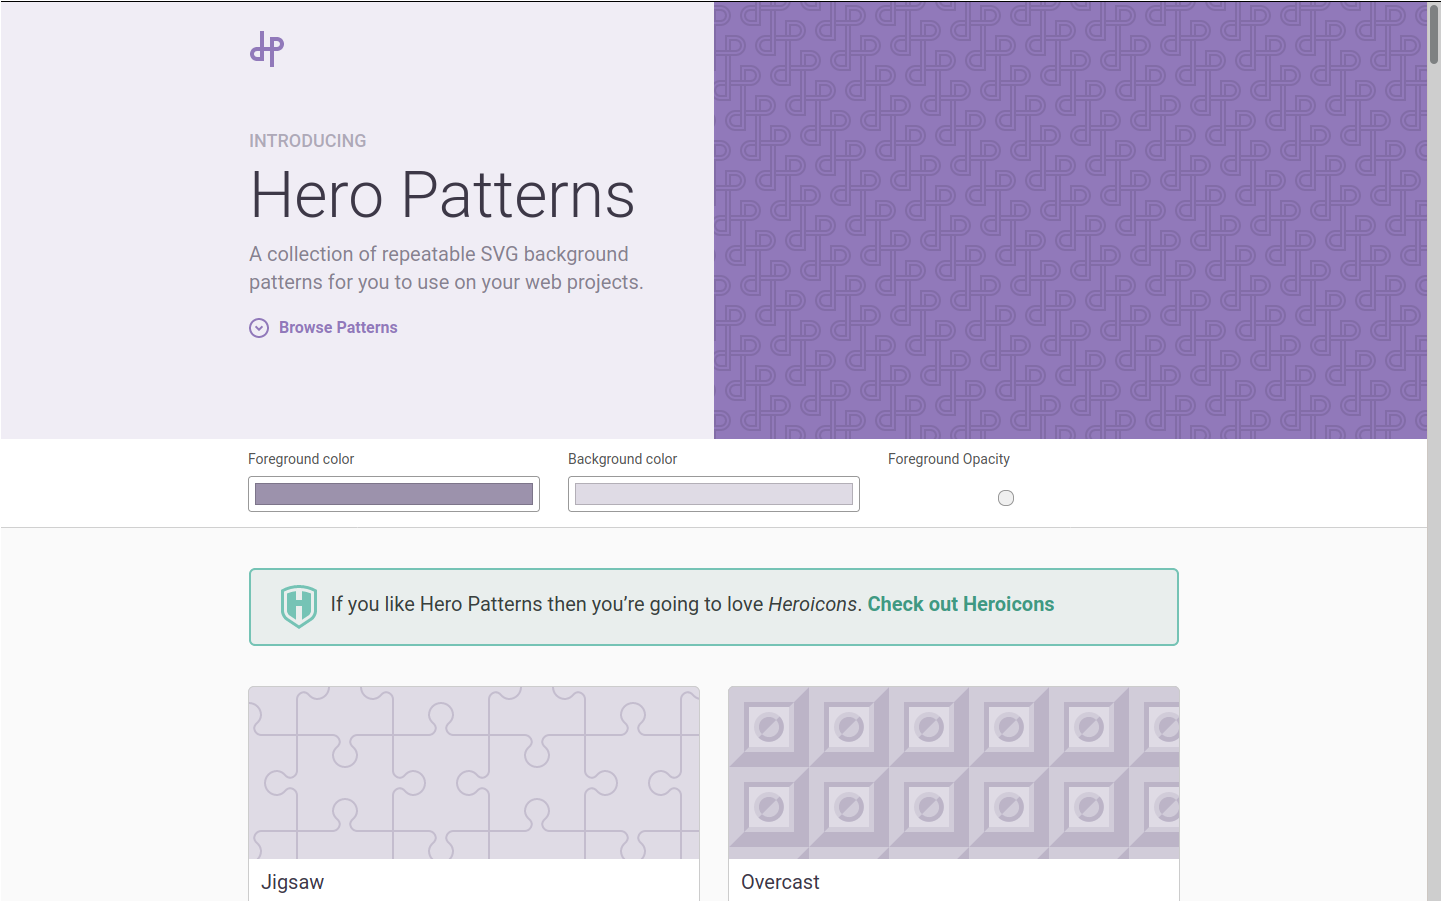 INTRODUCING
Hero Patterns
A collection of repeatable SVG background
patterns for you to use on your web projects.
Browse Patterns
Foreground color
Background color
Foreground Opacity
If you like Hero Patterns then you’re going to love Heroicons. Check out Heroicons
Jigsaw
Overcast